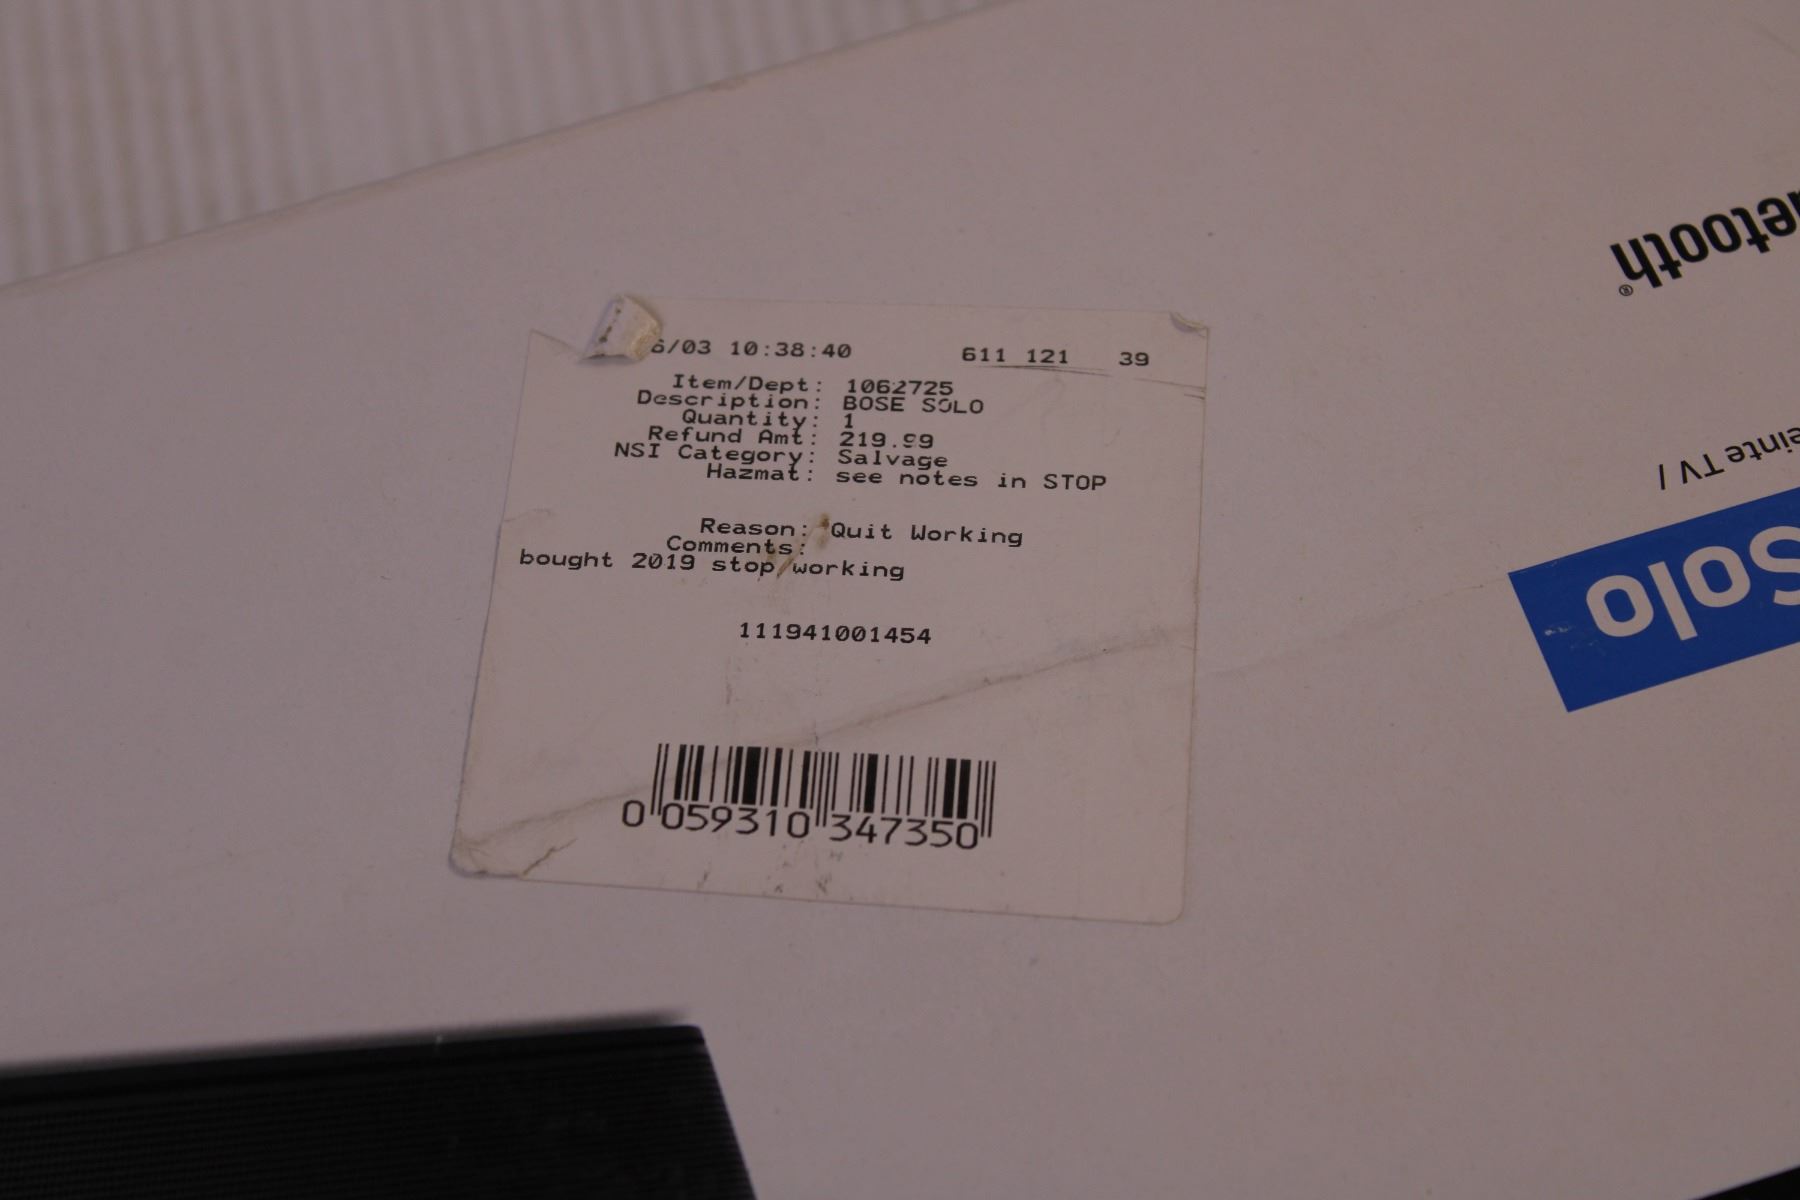 6/03 10:38:40 611 121 39
Item/Dept: 1062725
Description: BOSE SOLO
Quantity: 1
Refund Amt: 219.99
NSI Category: Salvage
Hazmat: see notes in STOP
Reason: Quit Working
Comments:
bought 2019 stop working
111941001454
0 059310 347350
etooth®
einte TV /
Solo